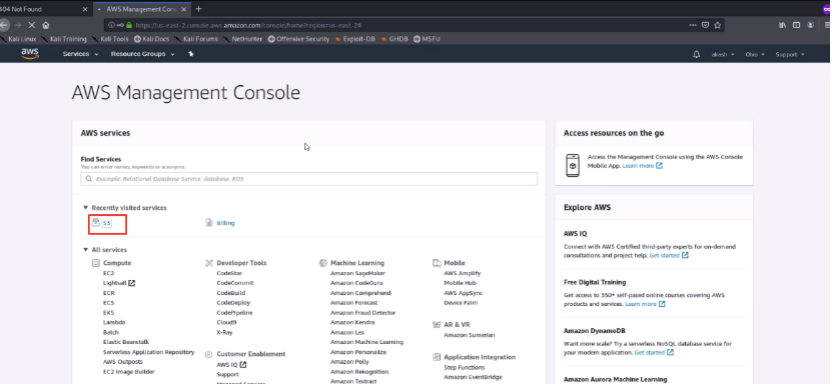 404 Not Found
AWS Management Conso
https://us-east-2.console.aws.amazon.com/console/home?region=us-east-2#
Kali Linux Kali Training Kali Tools Kali Docs Kali Forums NetHunter Offensive Security Exploit-DB GHDB MSFU
aws Services Resource Groups akash Ohio Support
AWS Management Console
AWS services
Find Services
You can enter names, keywords or acronyms.
Example: Relational Database Service, database, RDS
Recently visited services
S3
Billing
All services
Compute
EC2
Lightsail
ECR
ECS
EKS
Lambda
Batch
Elastic Beanstalk
Serverless Application Repository
AWS Outposts
EC2 Image Builder
Developer Tools
CodeStar
CodeCommit
CodeBuild
CodeDeploy
CodePipeline
Cloud9
X-Ray
Customer Enablement
AWS IQ
Support
Managed Services
Machine Learning
Amazon SageMaker
Amazon CodeGuru
Amazon Comprehend
Amazon Forecast
Amazon Fraud Detector
Amazon Kendra
Amazon Lex
Amazon Machine Learning
Amazon Personalize
Amazon Polly
Amazon Rekognition
Amazon Textract
Mobile
AWS Amplify
Mobile Hub
AWS AppSync
Device Farm
AR & VR
Amazon Sumerian
Application Integration
Step Functions
Amazon EventBridge
Access resources on the go
Access the Management Console using the AWS Console
Mobile App. Learn more
Explore AWS
AWS IQ
Connect with AWS Certified third-party experts for on-demand
consultations and project help. Get started
Free Digital Training
Get access to 350+ self-paced online courses covering AWS
products and services. Learn more
Amazon DynamoDB
Want more scale? Try a serverless NoSQL database service for
your modern application. Get started
Amazon Aurora Machine Learning